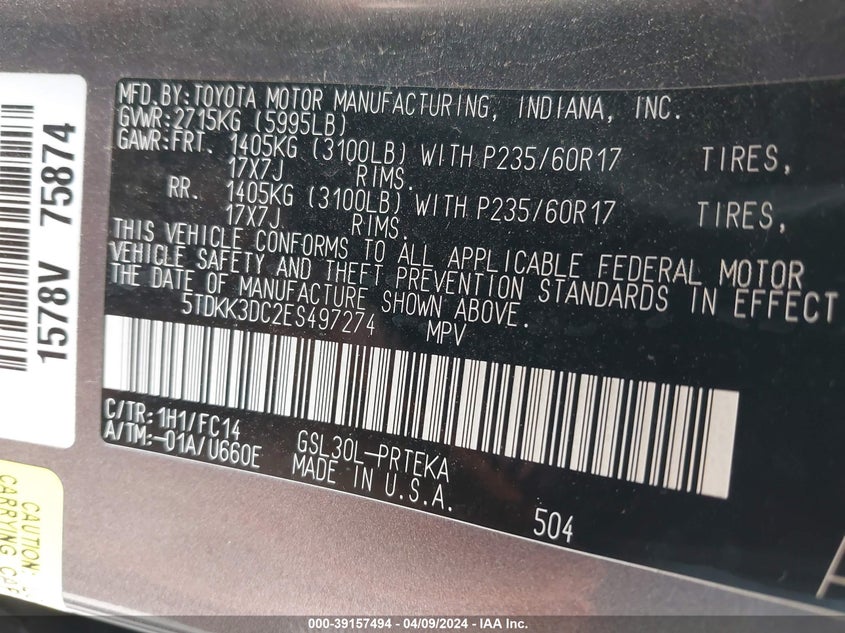 MFD.BY:TOYOTA MOTOR MANUFACTURING, INDIANA, INC.
GVWR:2715KG (5995LB)
GAWR:FRT. 1405KG (3100LB) WITH P235/60R17 TIRES,
17X7J RIMS.
RR. 1405KG (3100LB) WITH P235/60R17 TIRES,
17X7J RIMS.
THIS VEHICLE CONFORMS TO ALL APPLICABLE FEDERAL MOTOR
VEHICLE SAFETY AND THEFT PREVENTION STANDARDS IN EFFECT
THE DATE OF MANUFACTURE SHOWN ABOVE.
5TDKK3DC2ES497274 MPV
C/TR:1H1/FC14
A/TM:-01A/U660E
GSL30L-PRTEKA
MADE IN U.S.A.
504
1578V 75874
CAUTION:
CARRYING CA
000-39157494 - 04/09/2024 - IAA Inc.